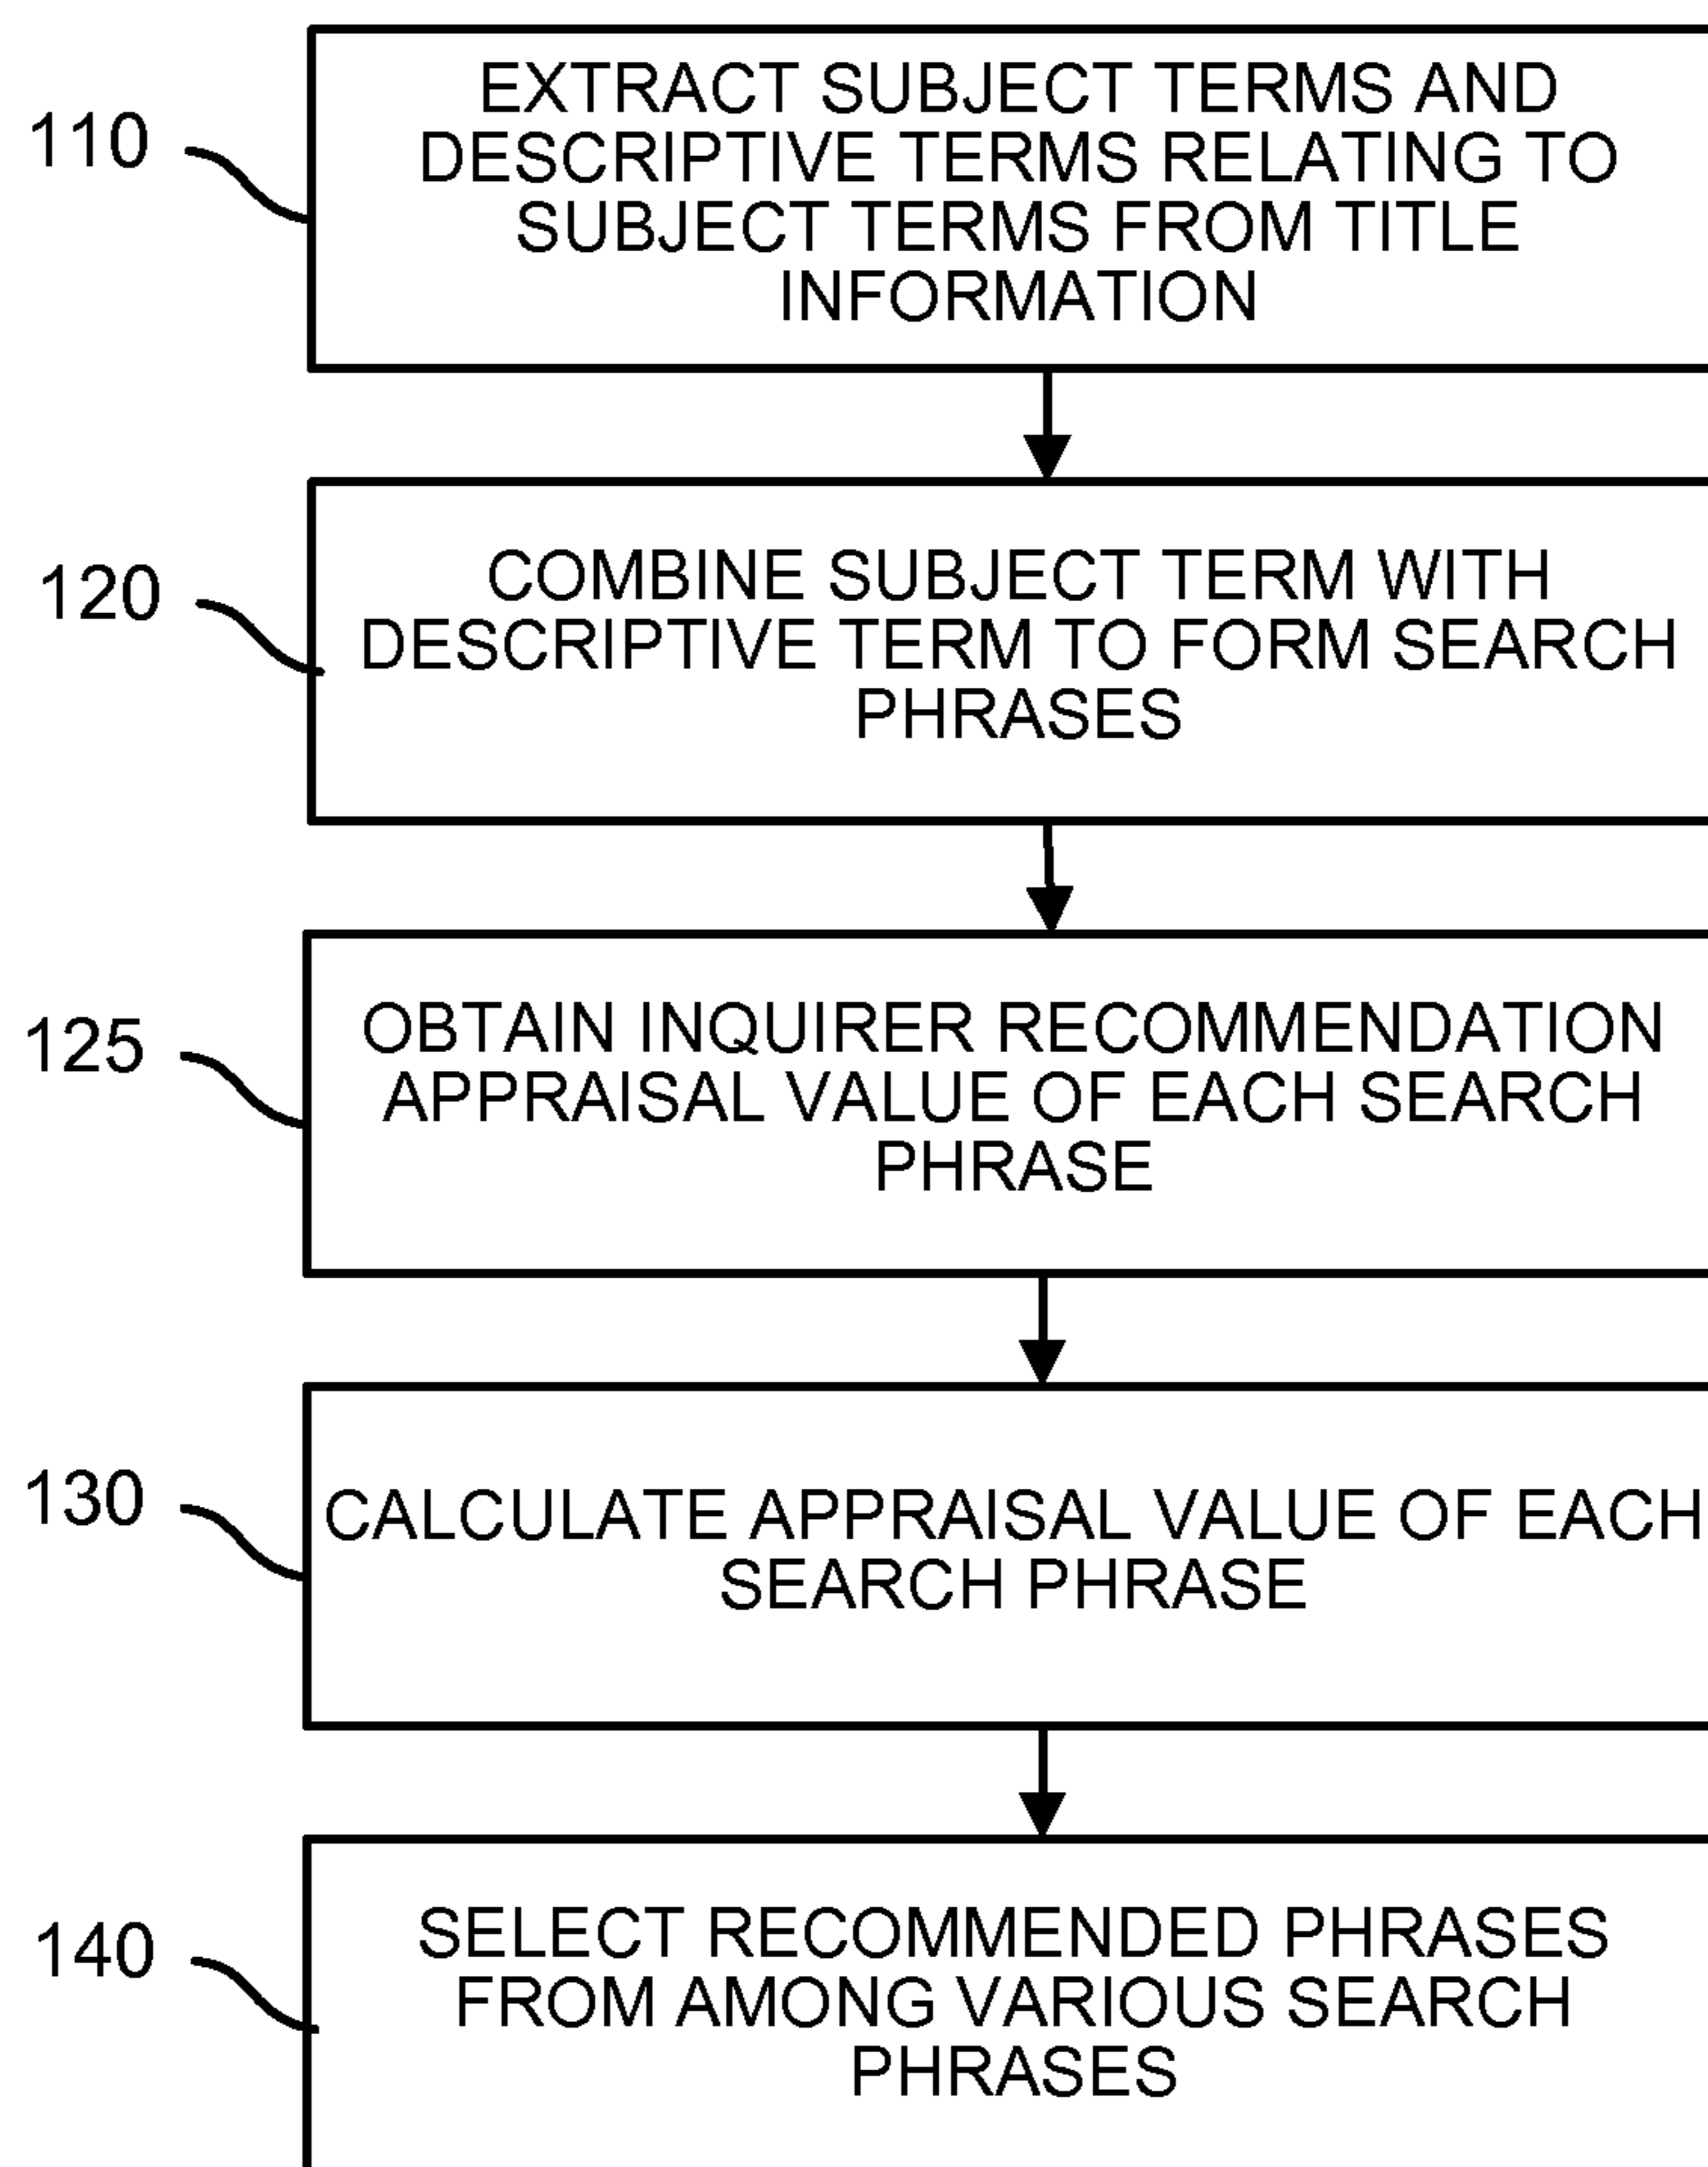 110
EXTRACT SUBJECT TERMS AND
DESCRIPTIVE TERMS RELATING TO
SUBJECT TERMS FROM TITLE
INFORMATION
120
COMBINE SUBJECT TERM WITH
DESCRIPTIVE TERM TO FORM SEARCH
PHRASES
125
OBTAIN INQUIRER RECOMMENDATION
APPRAISAL VALUE OF EACH SEARCH
PHRASE
130
CALCULATE APPRAISAL VALUE OF EACH
SEARCH PHRASE
140
SELECT RECOMMENDED PHRASES
FROM AMONG VARIOUS SEARCH
PHRASES